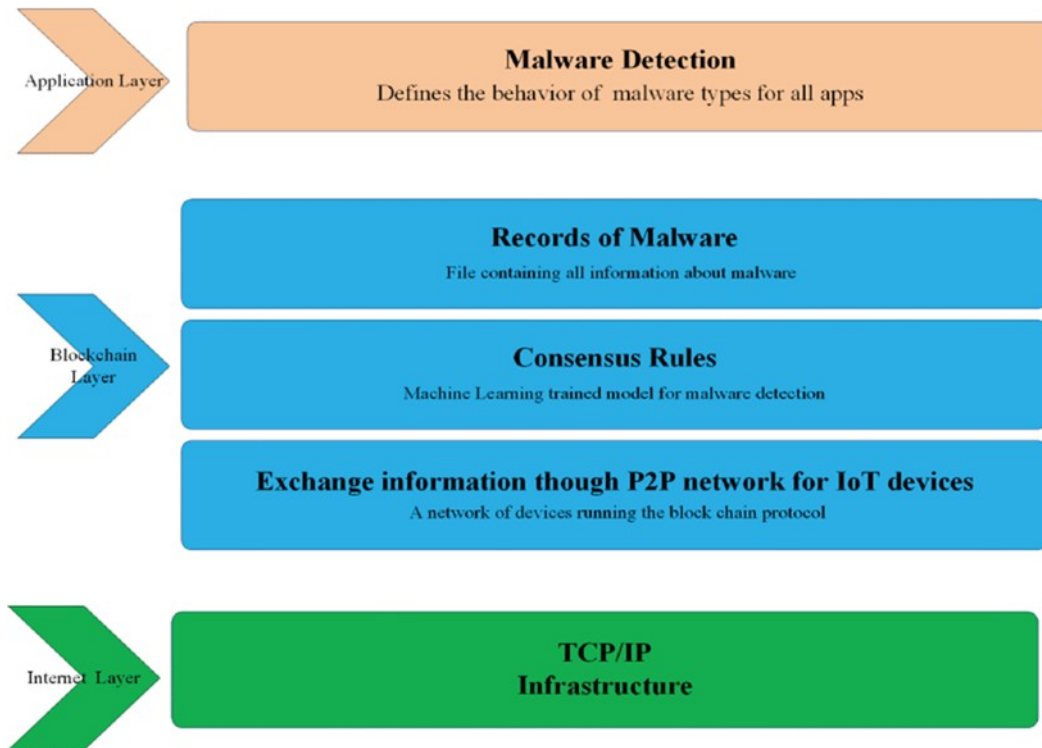 Application Layer
Malware Detection
Defines the behavior of malware types for all apps
Blockchain
Layer
Records of Malware
File containing all information about malware
Consensus Rules
Machine Learning trained model for malware detection
Exchange information though P2P network for IoT devices
A network of devices running the block chain protocol
Internet Layer
TCP/IP
Infrastructure